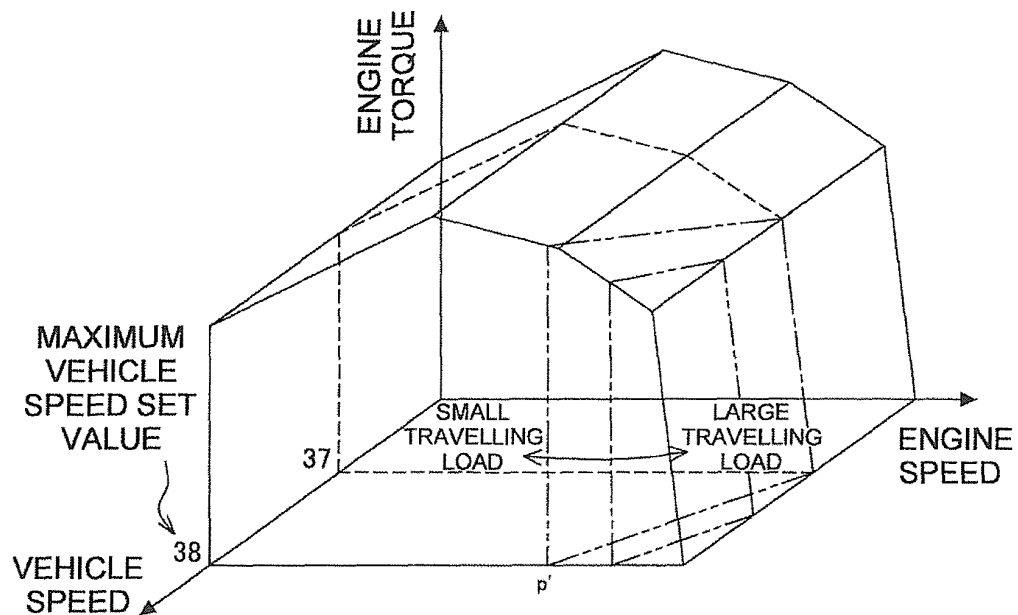 ENGINE
TORQUE
MAXIMUM
VEHICLE
SPEED SET
VALUE
SMALL
TRAVELLING
LOAD
LARGE
TRAVELLING
LOAD
ENGINE
SPEED
37
38
VEHICLE
SPEED
p'